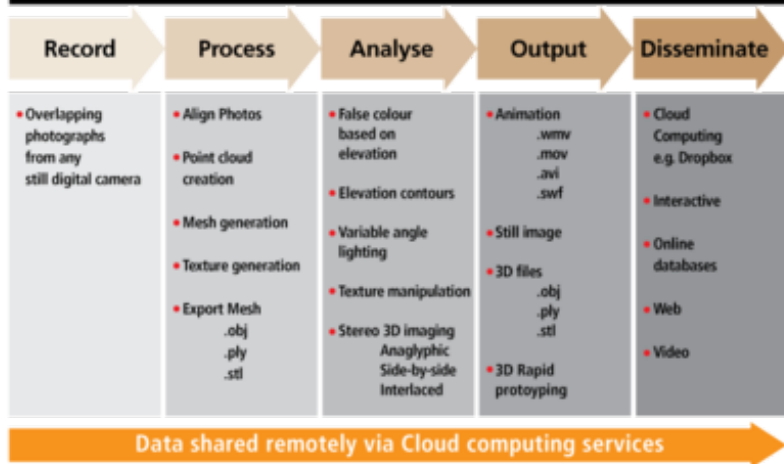 Record
Process
Analyse
Output
Disseminate
• Overlapping
photographs
from any
still digital camera
• Align Photos
• Point cloud
creation
• Mesh generation
• Texture generation
• Export Mesh
.obj
.ply
.stl
• False colour
based on
elevation
• Elevation contours
• Variable angle
lighting
• Texture manipulation
• Stereo 3D imaging
Anaglyphic
Side-by-side
Interlaced
• Animation
.wmv
.mov
.avi
.swf
• Still image
• 3D files
.obj
.ply
.stl
• 3D Rapid
protoyping
• Cloud
Computing
e.g. Dropbox
• Interactive
• Online
databases
• Web
• Video
Data shared remotely via Cloud computing services